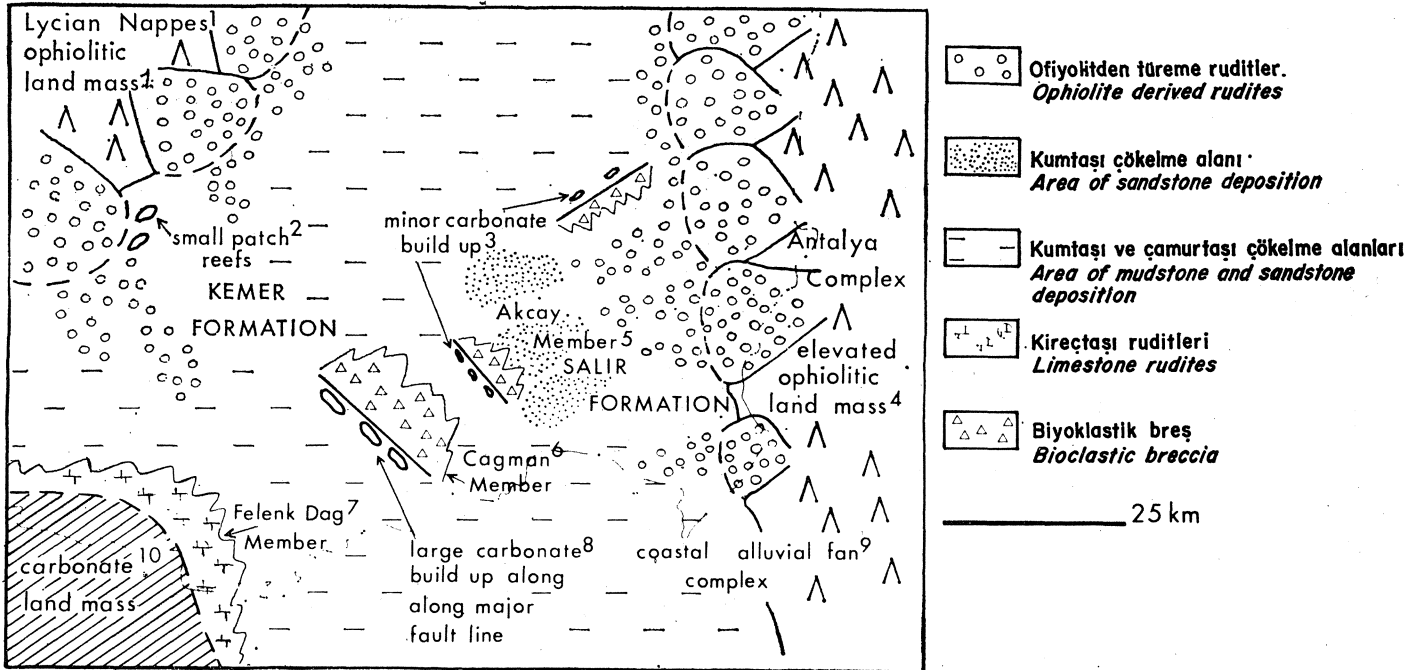 Lycian Nappes1
ophiolitic
land mass1
small patch2
reefs
KEMER
FORMATION
minor carbonate
build up3
Akcay
Member5
SALIR
FORMATION
Antalya
Complex
elevated
ophiolitic
land mass4
Cagman6
Member
Felenk Dag7
Member
carbonate10
land mass
large carbonate8
build up along
along major
fault line
coastal alluvial fan9
complex
Ofiyolitden türeme ruditler.
Ophiolite derived rudites
Kumtaşı çökelme alanı
Area of sandstone deposition
Kumtaşı ve çamurtaşı çökelme alanları
Area of mudstone and sandstone
deposition
Kireçtaşı ruditleri
Limestone rudites
Biyoklastik breş
Bioclastic breccia
25 km